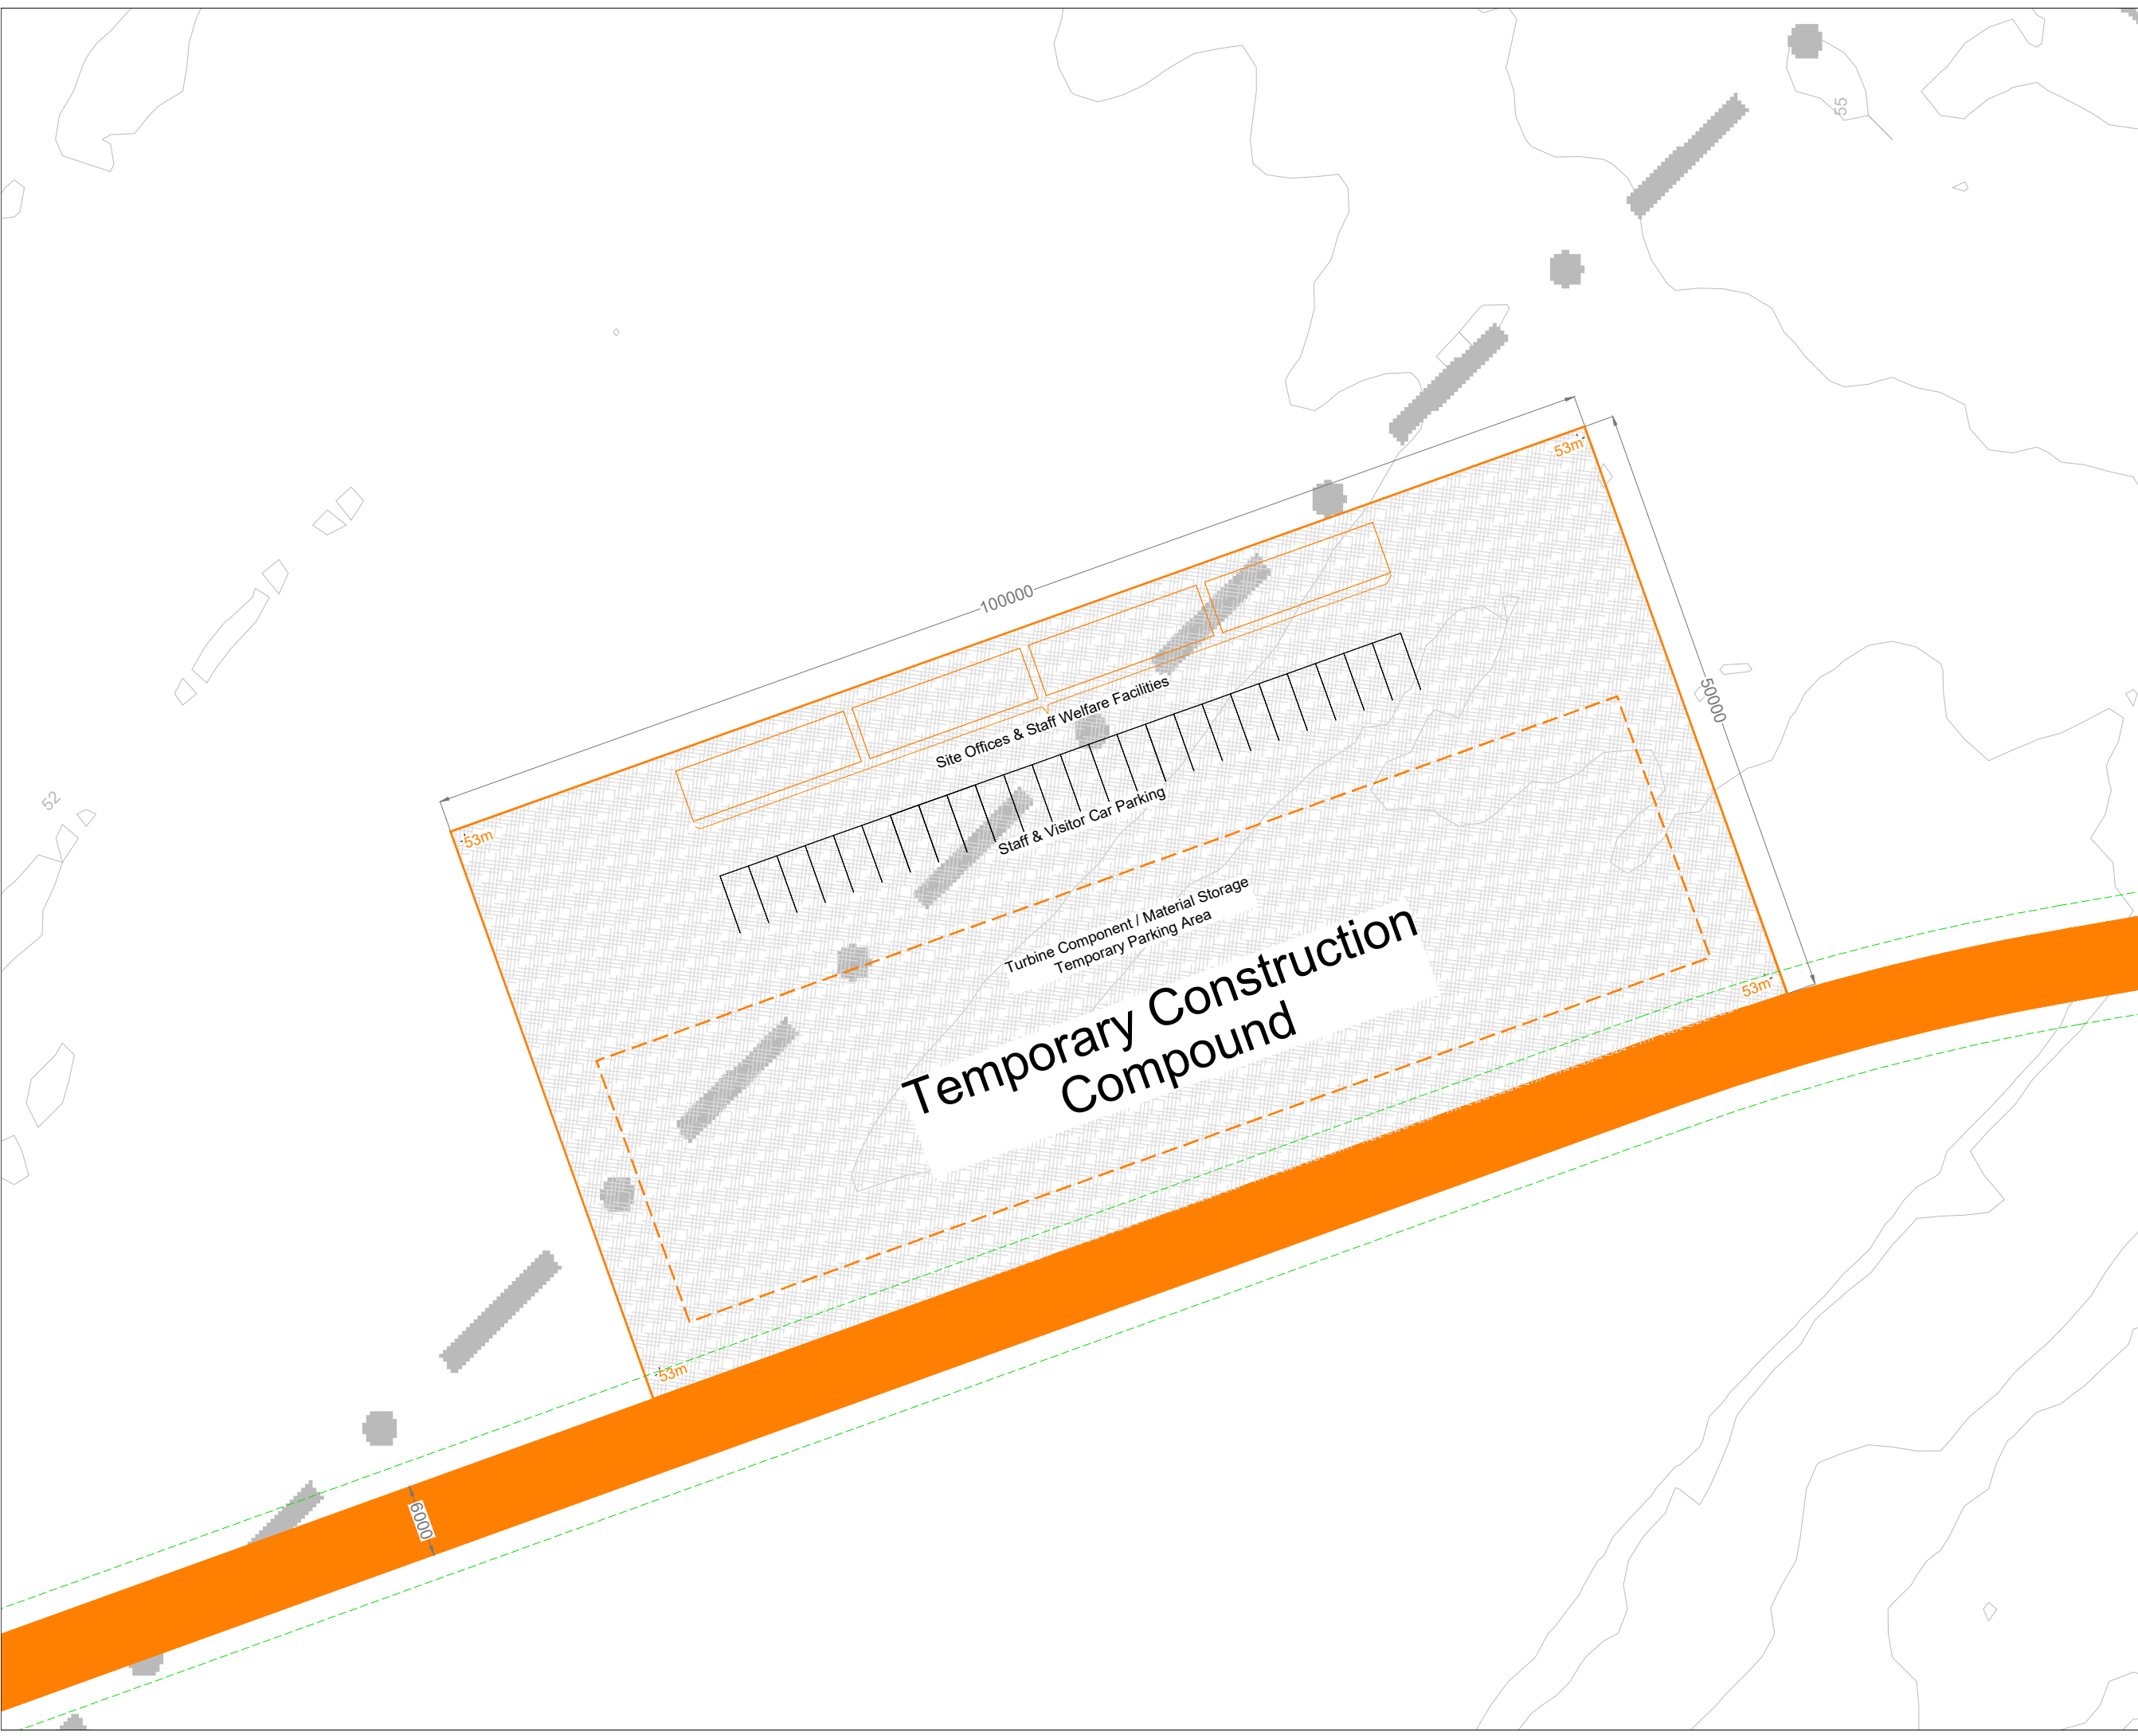 55
53m
100000
50000
Site Offices & Staff Welfare Facilities
52
53m
Staff & Visitor Car Parking
Turbine Component / Material Storage
Temporary Parking Area
Temporary Construction
Compound
53m
53m
6000